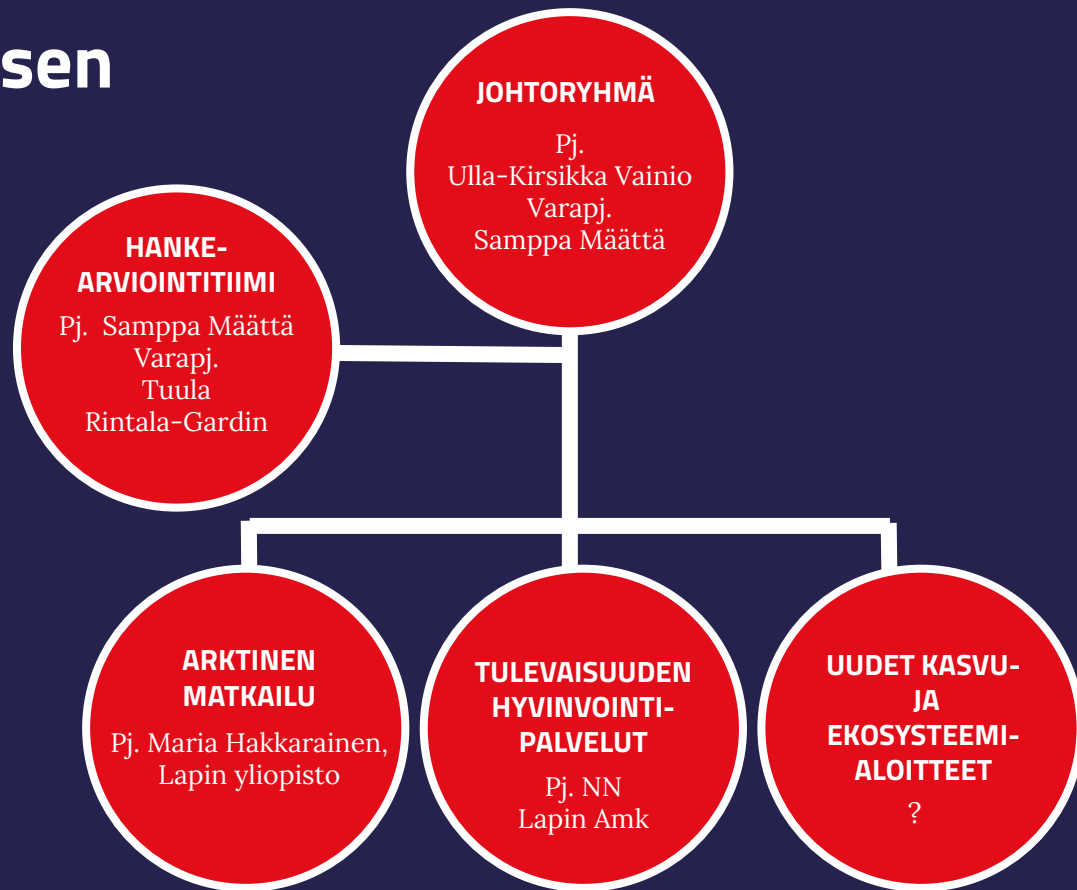 sen
JOHTORYHMÄ
Pj.
Ulla-Kirsikka Vainio
Varapj.
Samppa Määttä
HANKE-
ARVIOINTITIIMI
Pj. Samppa Määttä
Varapj.
Tuula
Rintala-Gardin
ARKTINEN
MATKAILU
Pj. Maria Hakkarainen,
Lapin yliopisto
TULEVAISUUDEN
HYVINVOINTI-
PALVELUT
Pj. NN
Lapin Amk
UUDET KASVU-
JA
EKOSYSTEEMI-
ALOITTEET
?